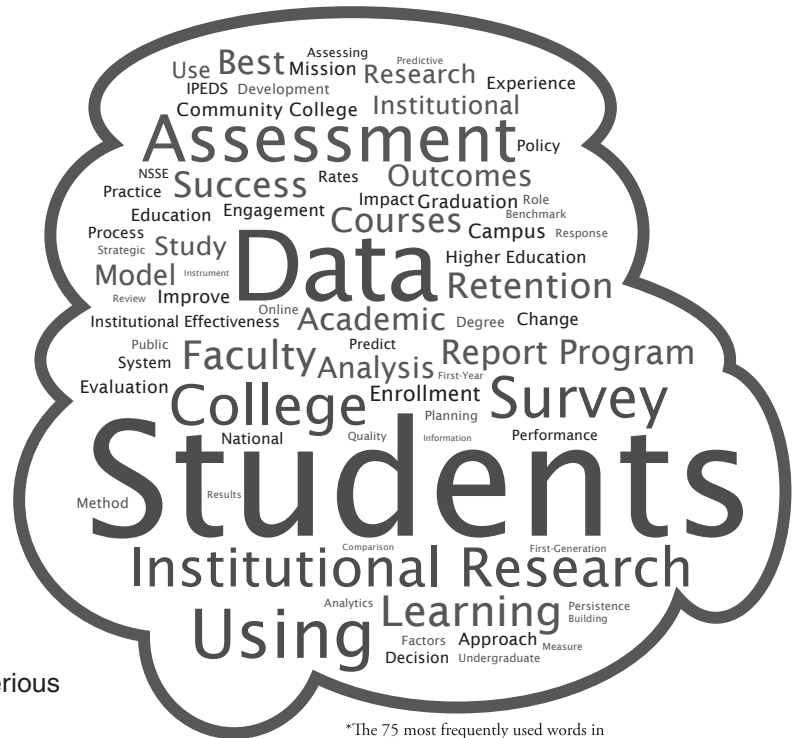 Assessing
Predictive
Use Best Mission Research
Experience
IPEDS Development
Community College Institutional
Assessment Policy
NSSE Success Rates Outcomes
Practice
Impact Graduation Role
Education Engagement Courses Benchmark
Process Campus Response
Strategic Study Data Higher Education
Model Instrument Retention
Review Improve
Online
Institutional Effectiveness Academic Degree Change
Public Predict
System Faculty Analysis Report Program
First-Year
Evaluation College Enrollment Survey
Planning
National Quality Information Performance
Students
Method Results
Comparison First-Generation
Institutional Research
Analytics Learning Persistence
Building
Using Factors Approach Measure
Decision Undergraduate
*The 75 most frequently used words in